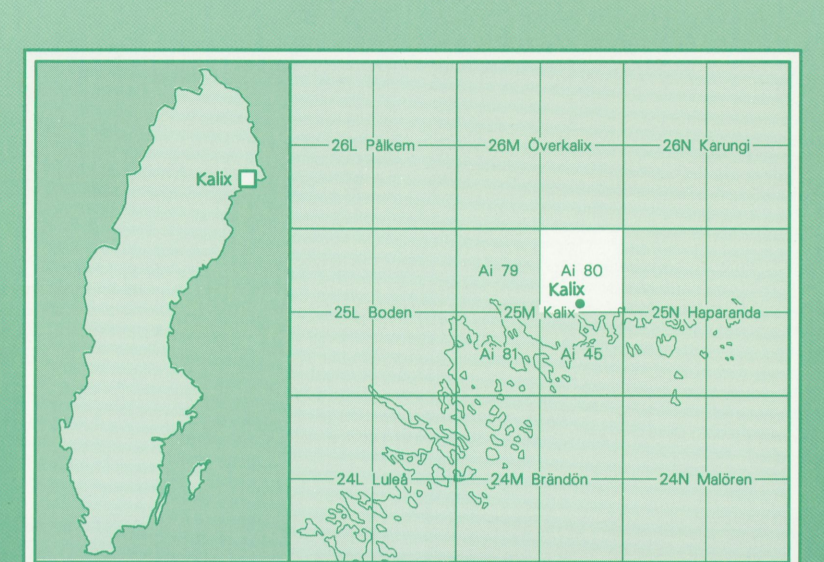 Kalix
26L Pålkem
26M Överkalix
26N Karungi
Ai 79
Ai 80
Kalix
25L Boden
25M Kalix
25N Haparanda
Ai 81
Ai 45
24L Luleå
24M Brändön
24N Malören